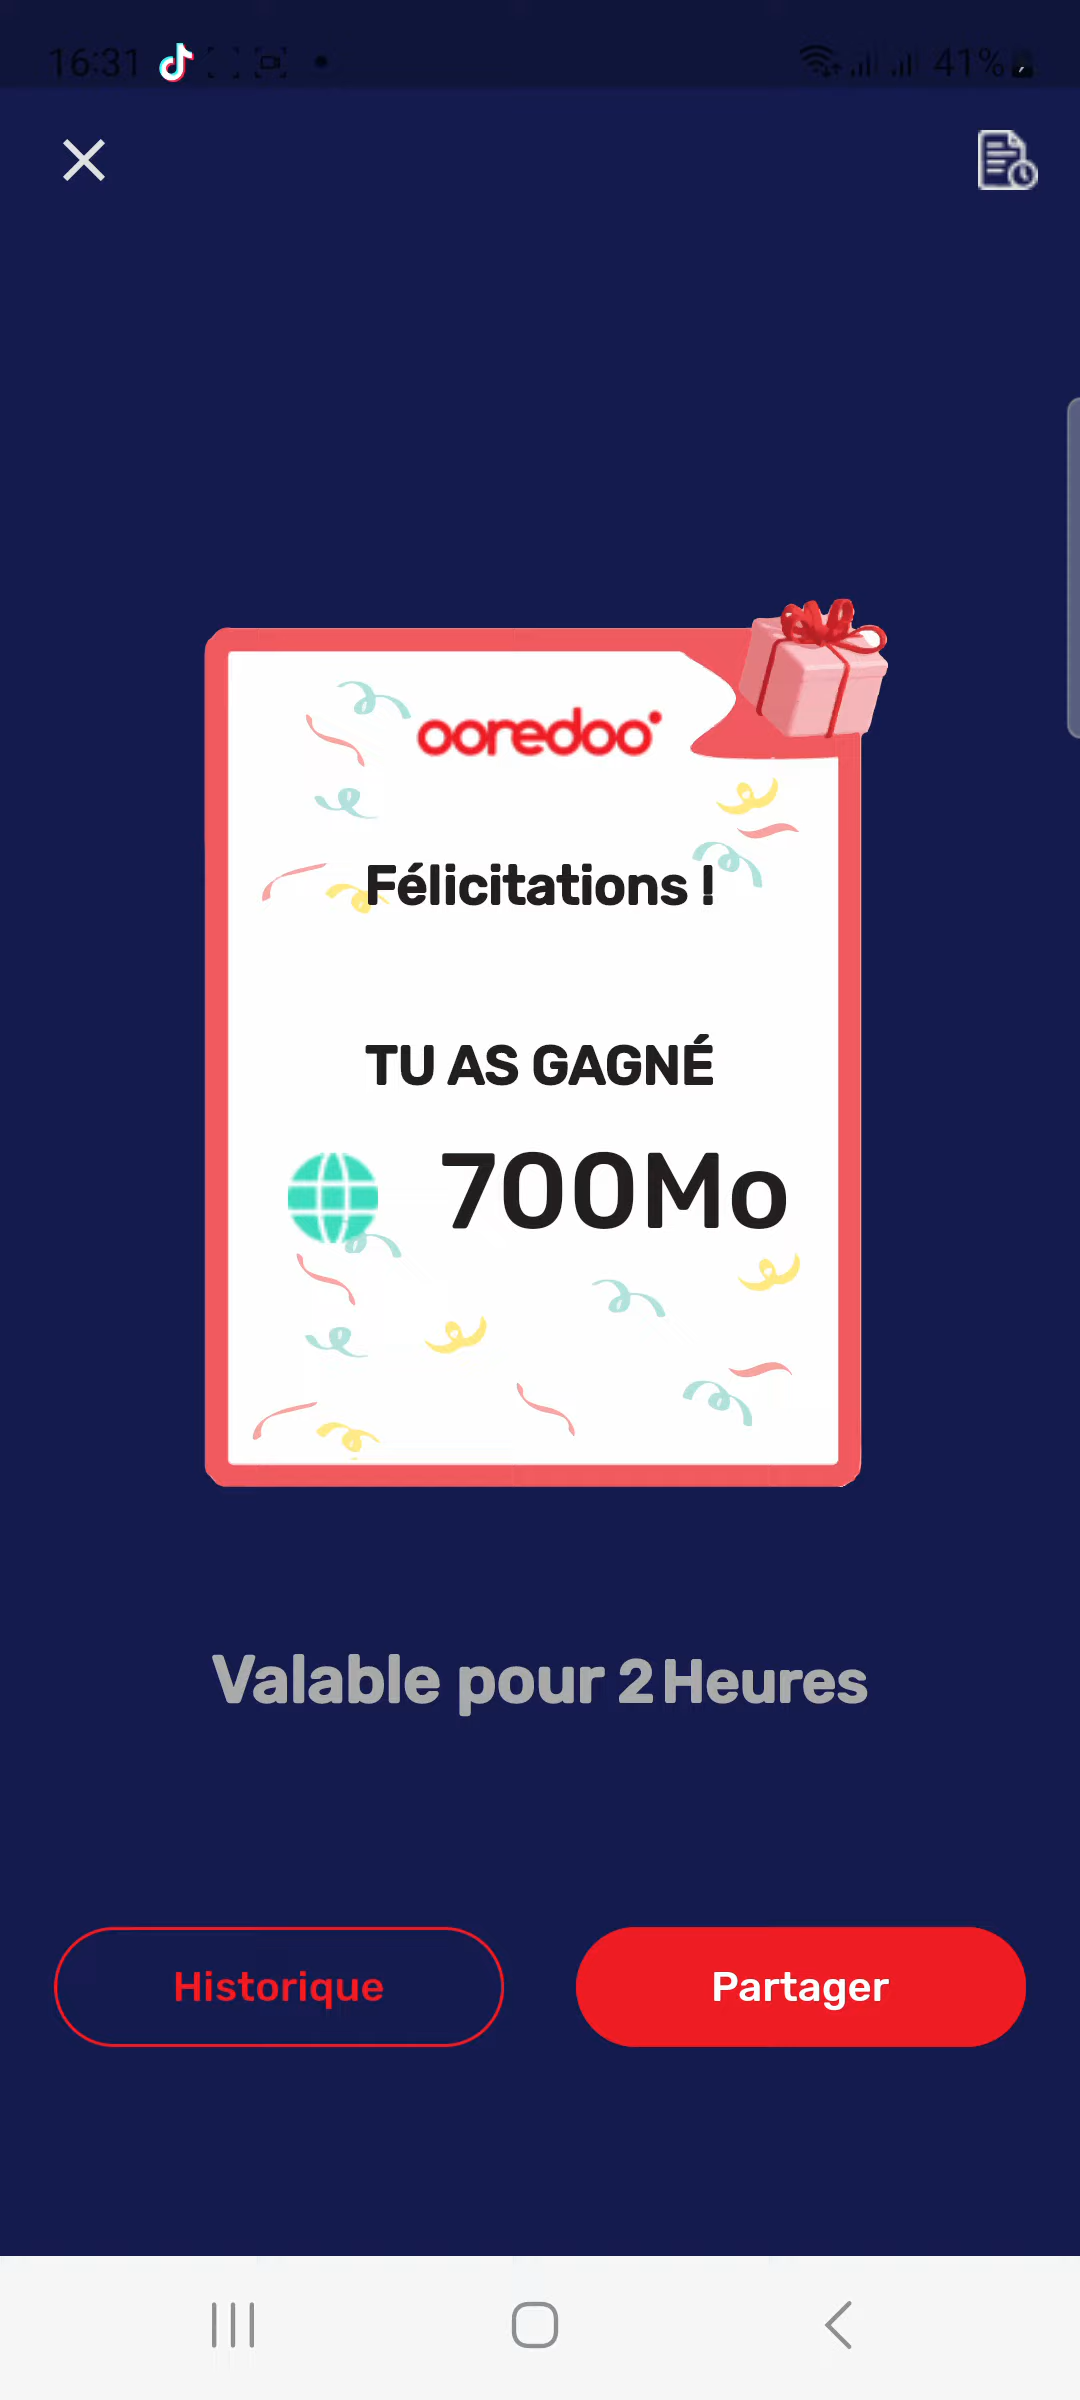 16:31
41%
ooredoo
Félicitations !
TU AS GAGNÉ
700Mo
Valable pour 2 Heures
Historique
Partager